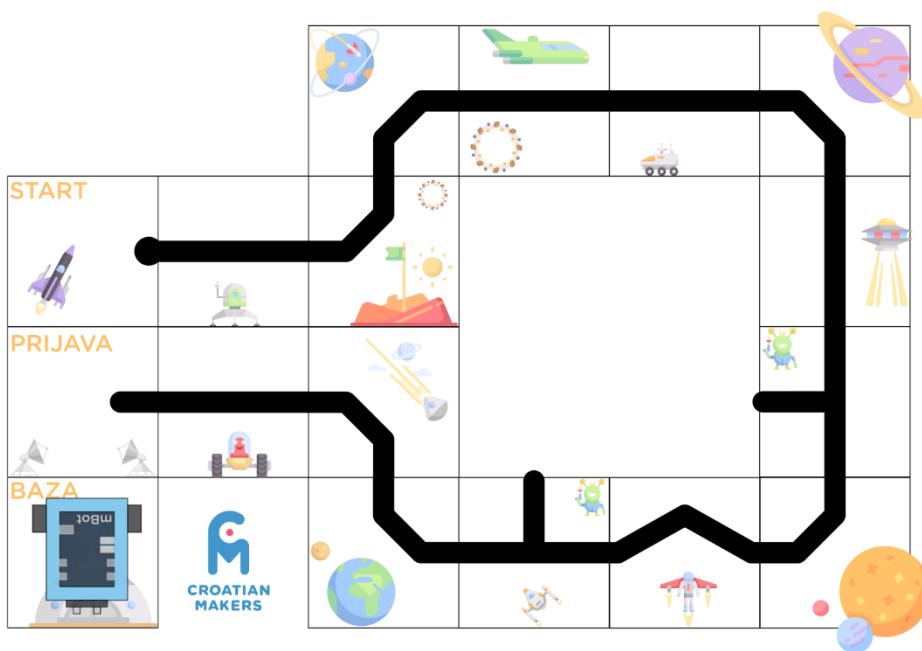 START
PRIJAVA
BAZA
mBot
CROATIAN
MAKERS